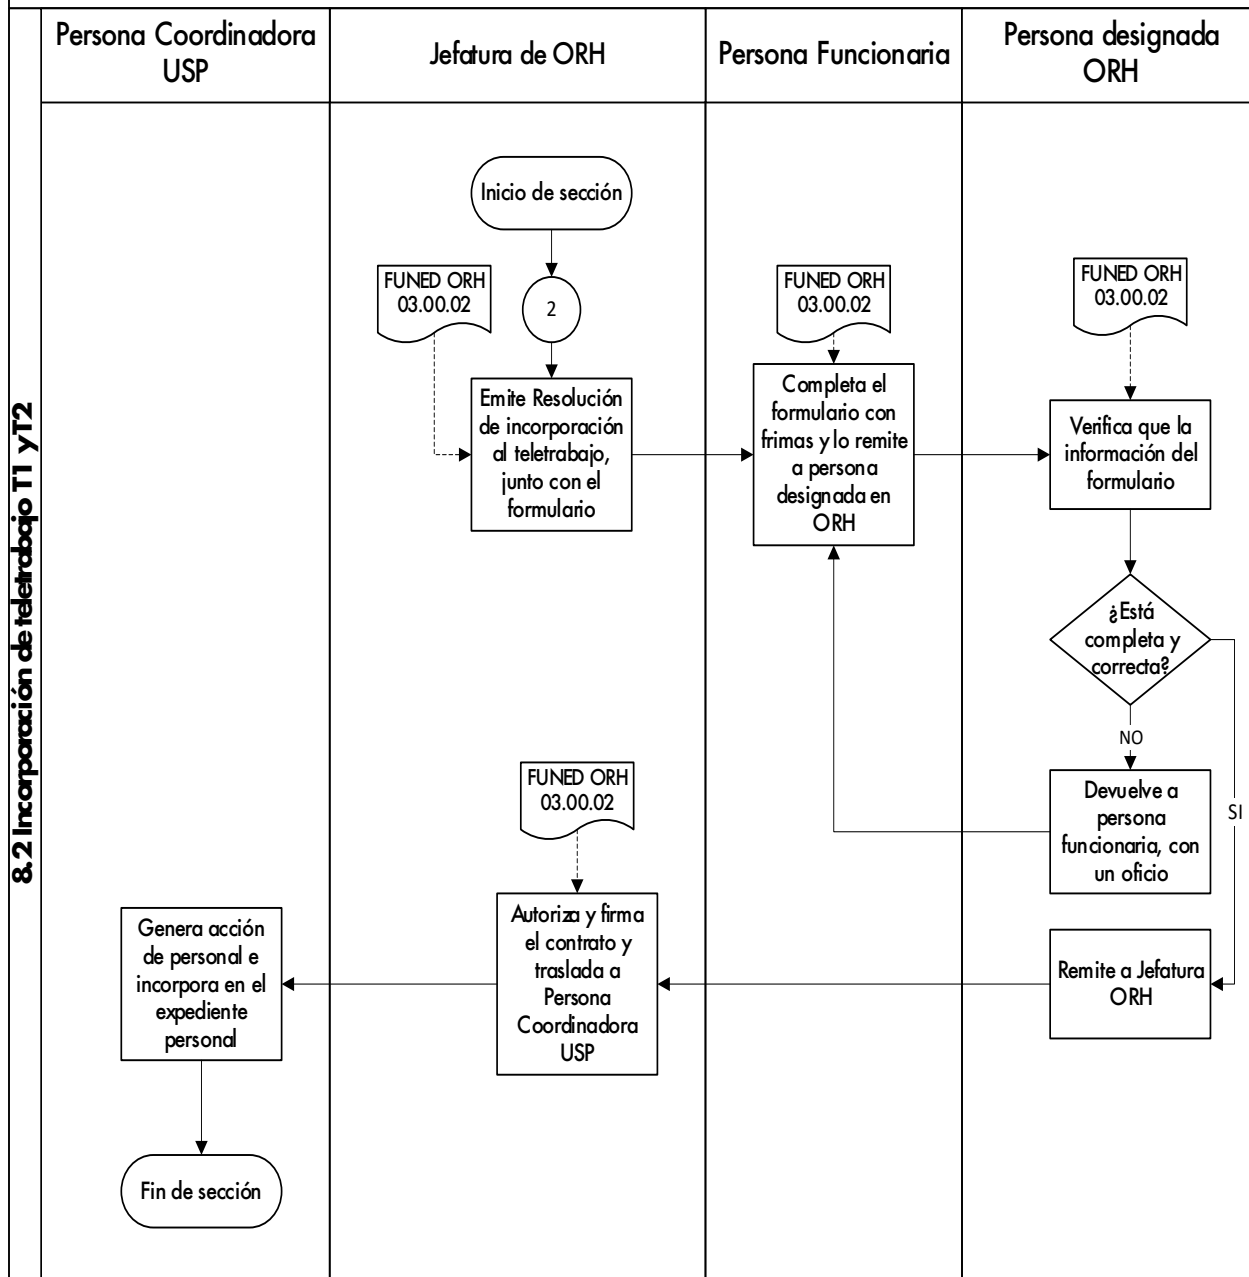 8.2 Incorporación de teletrabajo T1 yT2
Persona Coordinadora
USP
Jefatura de ORH
Persona Funcionaria
Persona designada
ORH
Inicio de sección
2
FUNED ORH
03.00.02
Emite Resolución
de incorporación
al teletrabajo,
junto con el
formulario
FUNED ORH
03.00.02
Completa el
formulario con
frimas y lo remite
a persona
designada en
ORH
FUNED ORH
03.00.02
Verifica que la
información del
formulario
¿Está
completa y
correcta?
NO
SI
Devuelve a
persona
funcionaria, con
un oficio
Remite a Jefatura
ORH
FUNED ORH
03.00.02
Autoriza y firma
el contrato y
traslada a
Persona
Coordinadora
USP
Genera acción
de personal e
incorpora en el
expediente
personal
Fin de sección